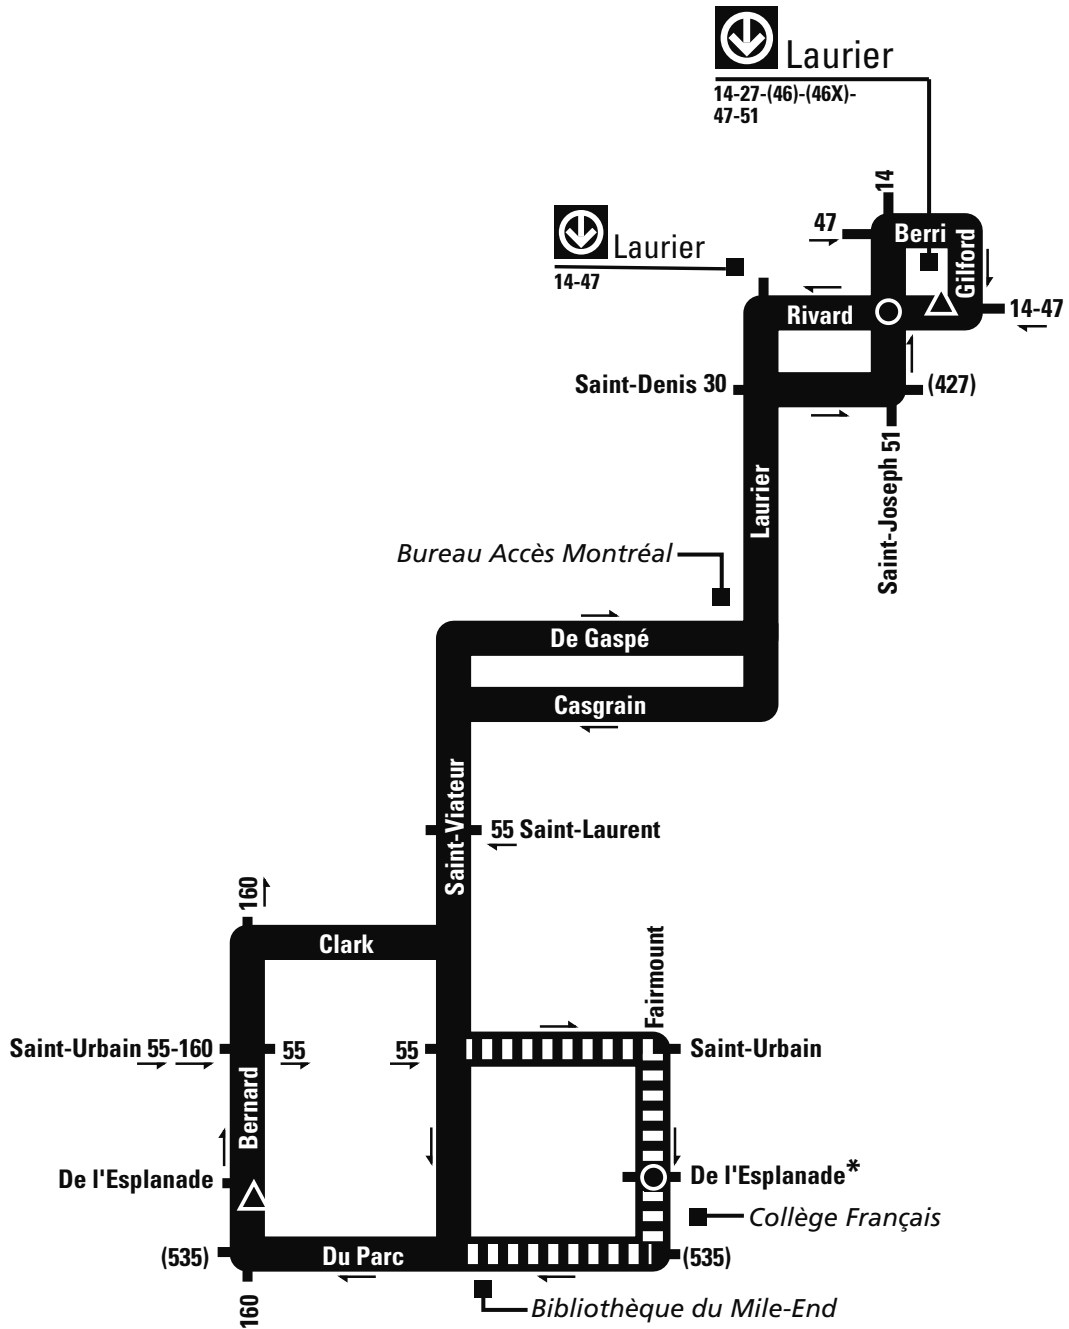 Laurier
14-27-(46)-(46X)-
47-51
14
47
Berri
Gilford
Laurier
14-47
Rivard
14-47
Saint-Denis 30
(427)
Saint-Joseph 51
Laurier
Bureau Accès Montréal
De Gaspé
Casgrain
Saint-Viateur
55 Saint-Laurent
160
Clark
Fairmount
Saint-Urbain 55-160
55
55
Saint-Urbain
Bernard
De l'Esplanade
De l'Esplanade*
Collège Français
(535)
Du Parc
(535)
160
Bibliothèque du Mile-End